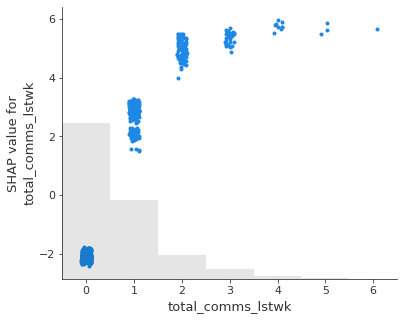 6
4
2
0
−2
SHAP value for
total_comms_lstwk
0 1 2 3 4 5 6
total_comms_lstwk